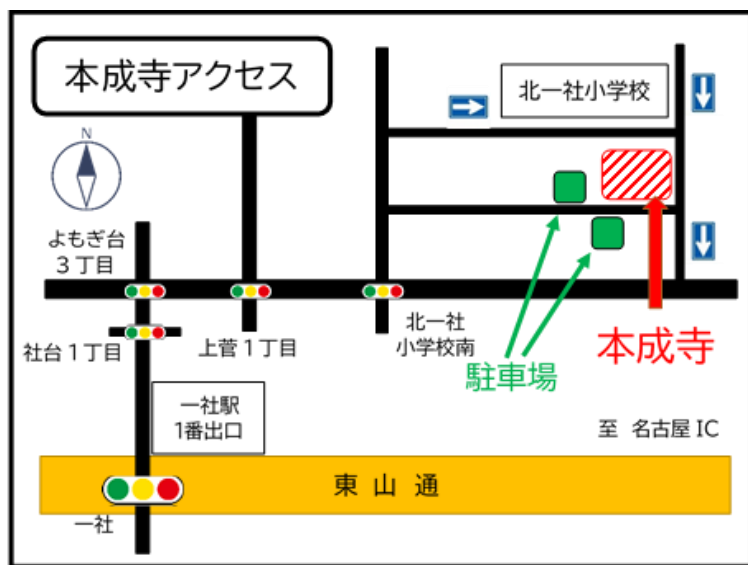 本成寺アクセス
北一社小学校
N
よもぎ台
３丁目
社台１丁目
上菅１丁目
北一社
小学校南
駐車場
本成寺
一社駅
1番出口
至 名古屋 IC
東 山 通
一社